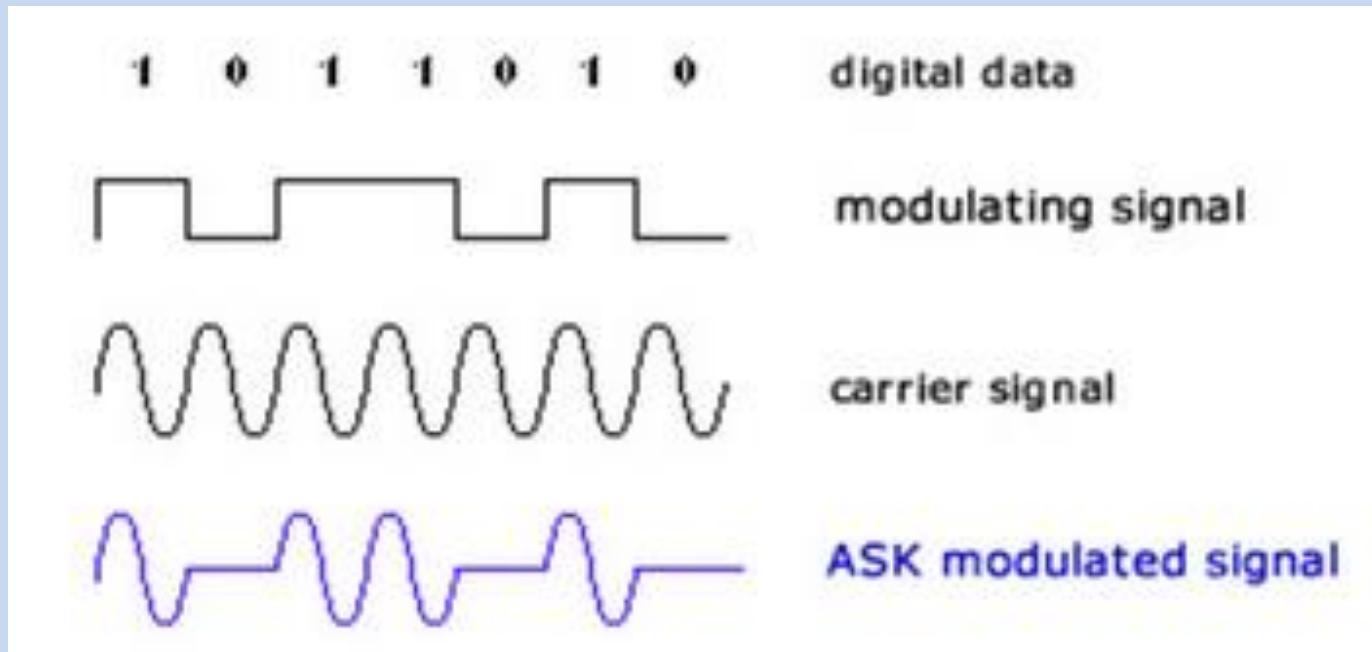 1 0 1 1 0 1 0 digital data
modulating signal
carrier signal
ASK modulated signal